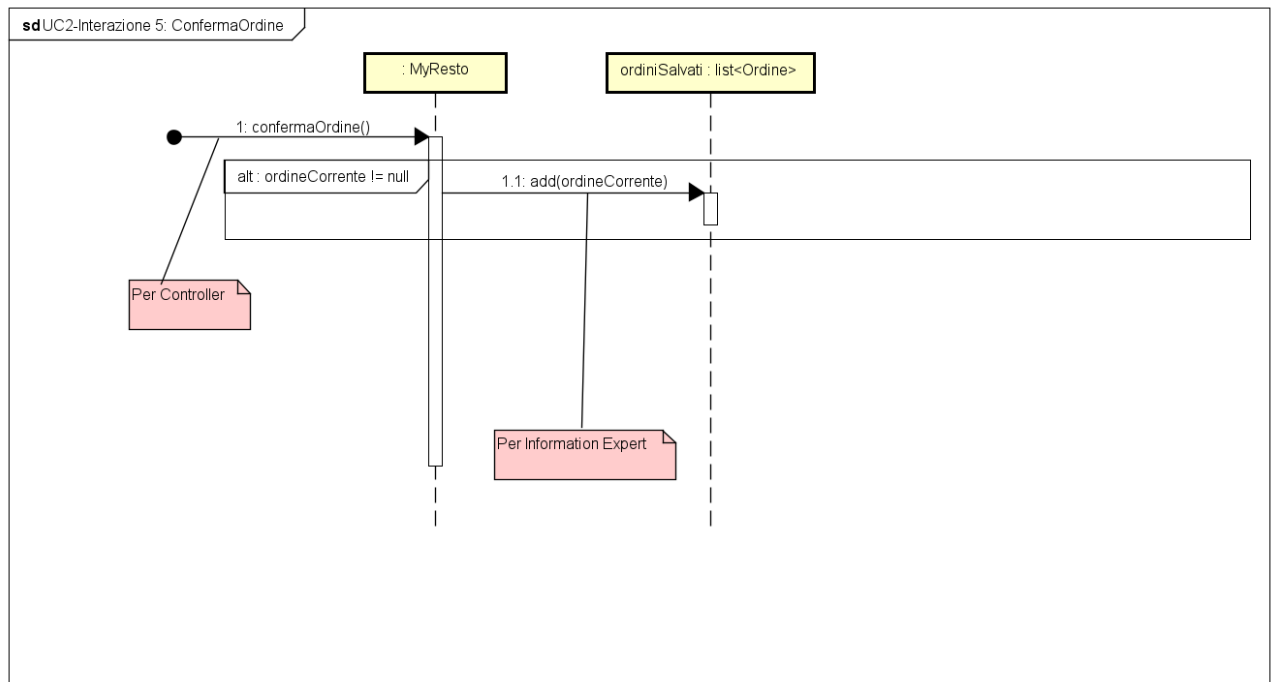 sd UC2-Interazione 5: ConfermaOrdine
: MyResto
ordiniSalvati : list<Ordine>
1: confermaOrdine()
alt : ordineCorrente != null
1.1: add(ordineCorrente)
Per Controller
Per Information Expert